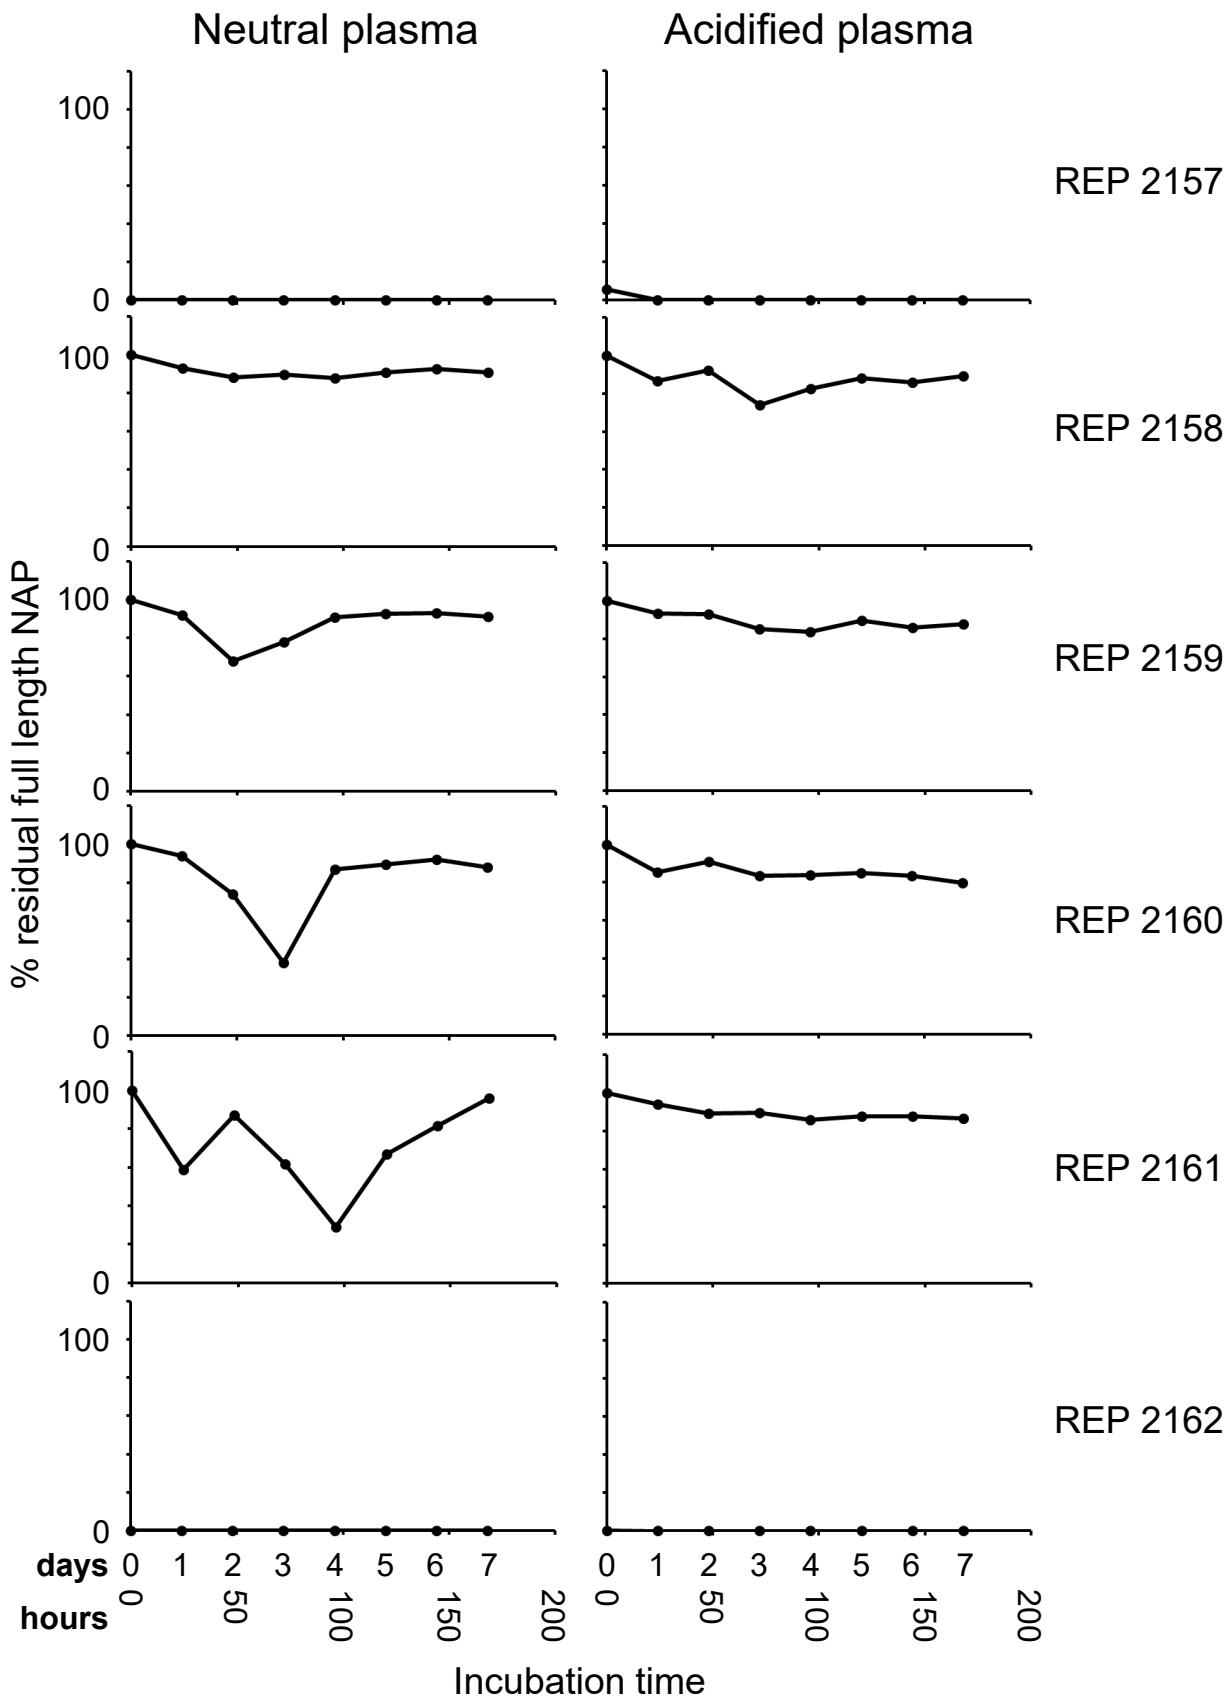 Neutral plasma
Acidified plasma
100
0
REP 2157
100
0
REP 2158
100
0
REP 2159
100
0
REP 2160
100
0
REP 2161
100
0
REP 2162
% residual full length NAP
days 0 1 2 3 4 5 6 7 0 1 2 3 4 5 6 7
hours 0 50 100 150 200 0 50 100 150 200
Incubation time